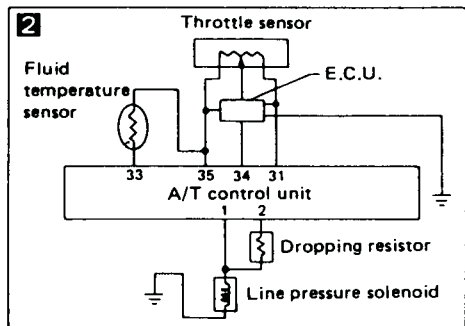 2
Throttle sensor
Fluid
temperature
sensor
E.C.U.
33 35 34 31
A/T control unit
1 2
Dropping resistor
Line pressure solenoid